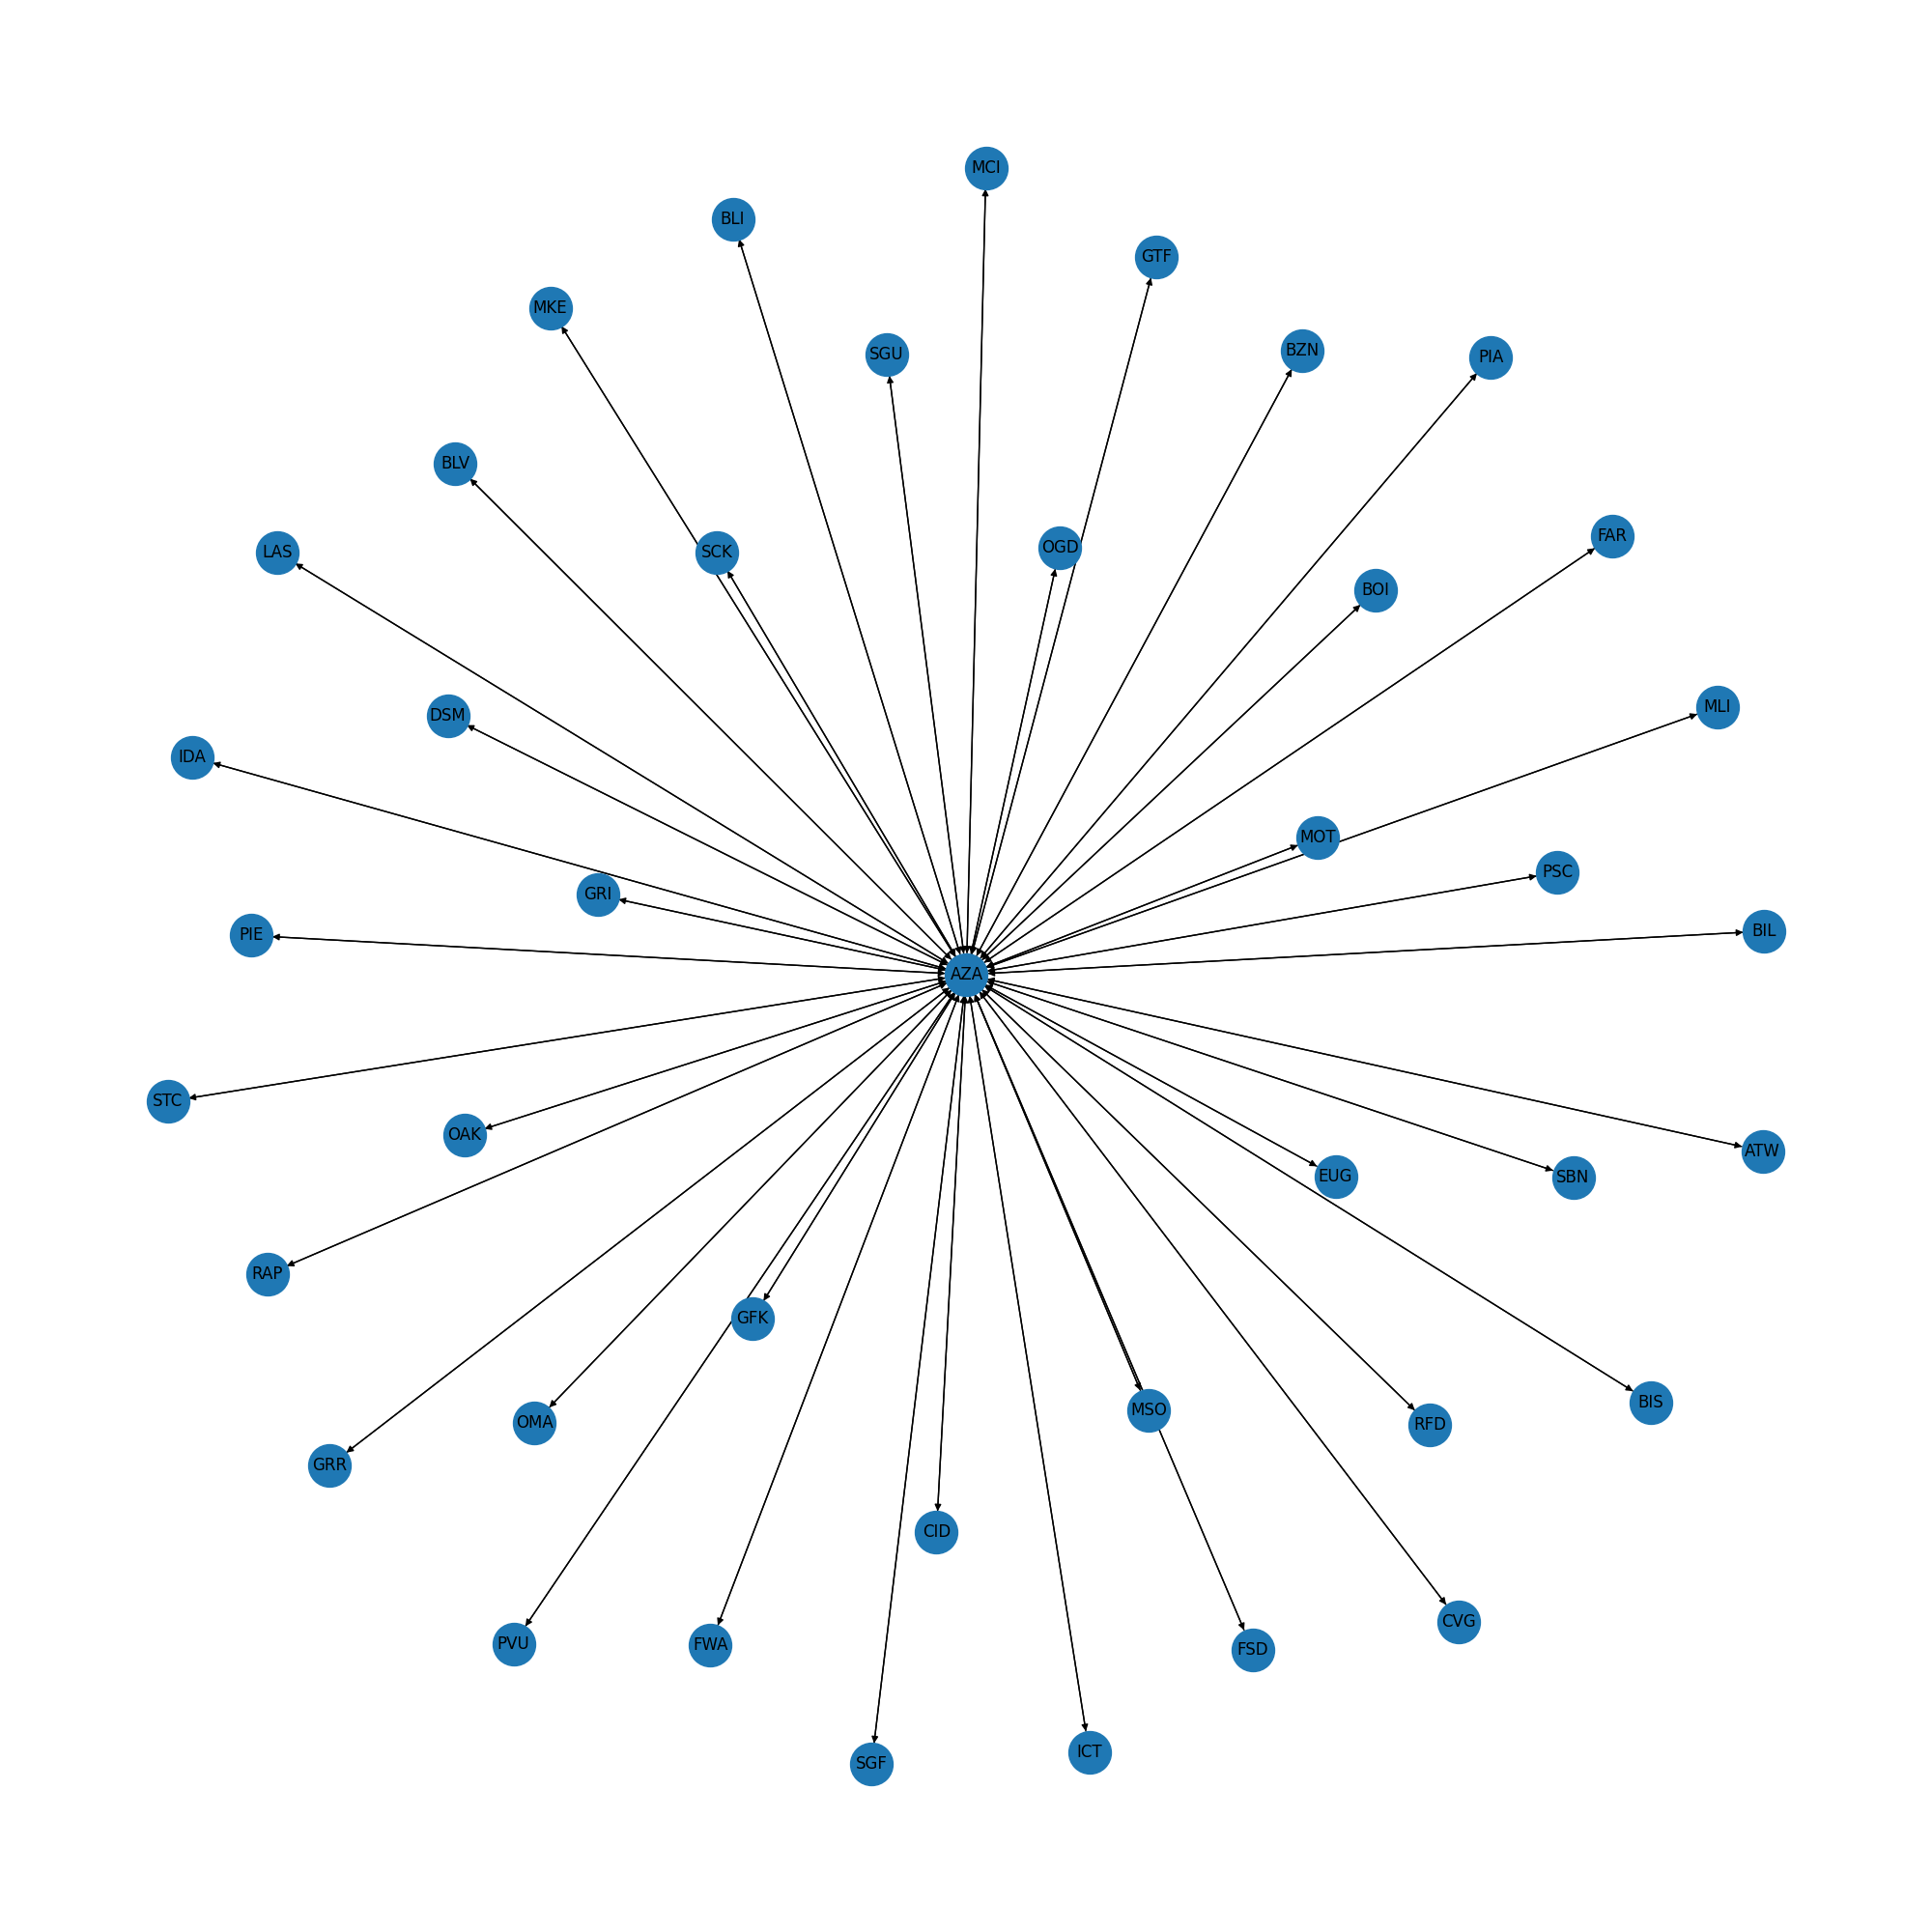 MCI
BLI
GTF
MKE
BZN
SGU
PIA
BLV
FAR
OGD
LAS
SCK
BOI
MLI
DSM
IDA
MOT
PSC
GRI
BIL
PIE
AZA
STC
OAK
ATW
EUG
SBN
RAP
GFK
BIS
MSO
OMA
RFD
GRR
CID
CVG
PVU
FWA
FSD
ICT
SGF